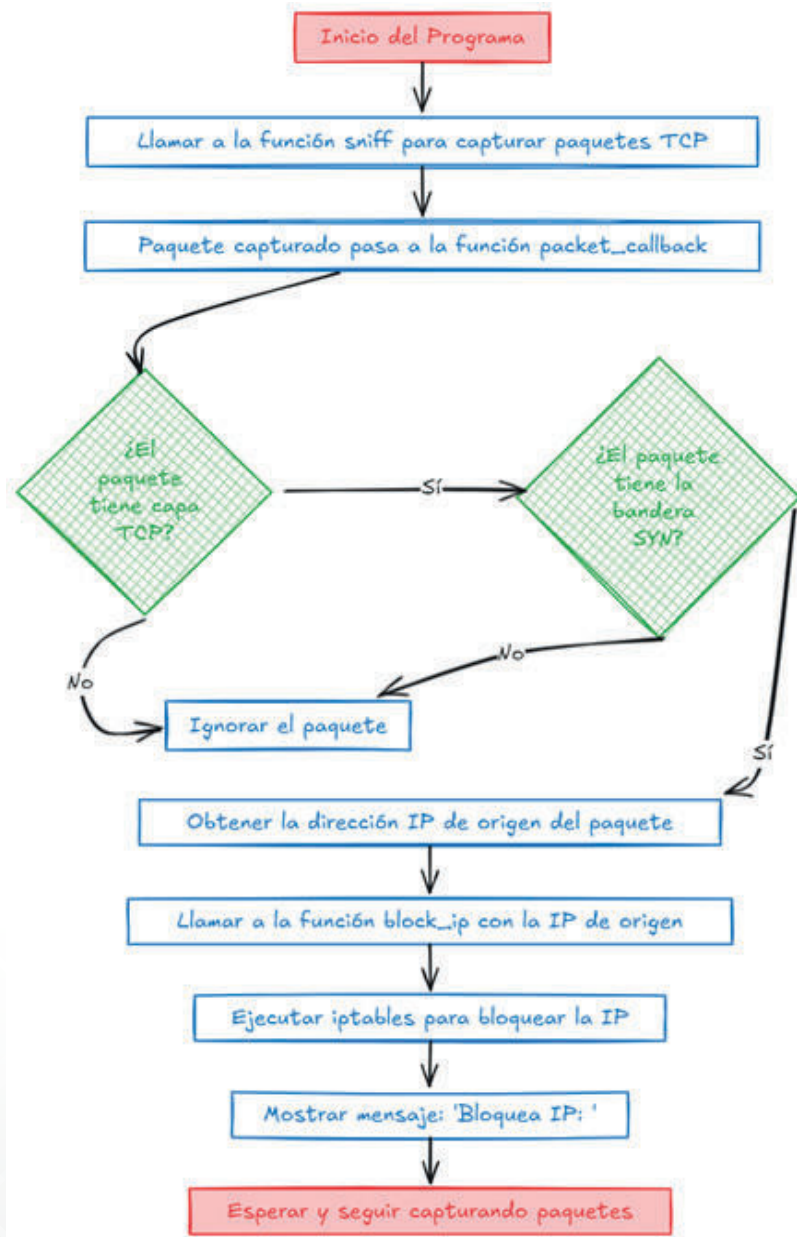 Inicio del Programa
Llamar a la función sniff para capturar paquetes TCP
Paquete capturado pasa a la función packet_callback
¿El
paquete
tiene capa
TCP?
Sí
¿El paquete
tiene la
bandera
SYN?
No
No
Ignorar el paquete
Sí
Obtener la dirección IP de origen del paquete
Llamar a la función block_ip con la IP de origen
Ejecutar iptables para bloquear la IP
Mostrar mensaje: 'Bloquea IP: '
Esperar y seguir capturando paquetes